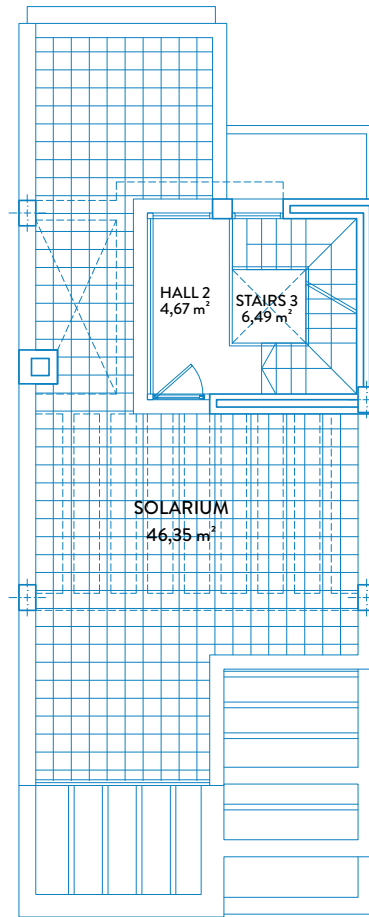 HALL 2
4,67 m²
STAIRS 3
6,49 m²
SOLARIUM
46,35 m²